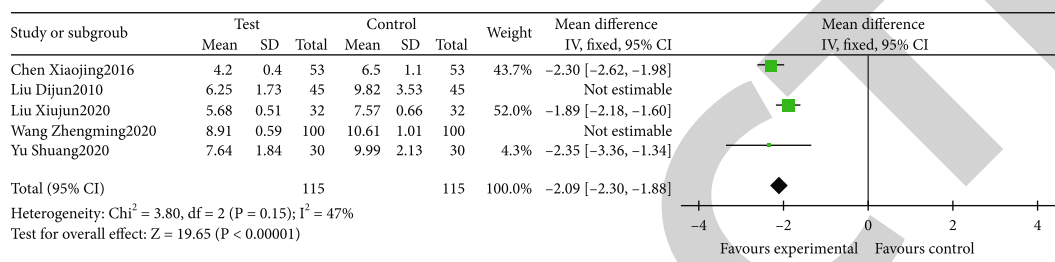 Study or subgroup Test Control Weight Mean difference Mean difference
Mean SD Total Mean SD Total IV, fixed, 95% CI IV, fixed, 95% CI
Chen Xiaojing2016 4.2 0.4 53 6.5 1.1 53 43.7% −2.30 [−2.62, −1.98]
Liu Dijun2010 6.25 1.73 45 9.82 3.53 45 Not estimable
Liu Xiujun2020 5.68 0.51 32 7.57 0.66 32 52.0% −1.89 [−2.18, −1.60]
Wang Zhengming2020 8.91 0.59 100 10.61 1.01 100 Not estimable
Yu Shuang2020 7.64 1.84 30 9.99 2.13 30 4.3% −2.35 [−3.36, −1.34]
Total (95% CI) 115 115 100.0% −2.09 [−2.30, −1.88]
Heterogeneity: Chi² = 3.80, df = 2 (P = 0.15); I² = 47%
Test for overall effect: Z = 19.65 (P < 0.00001)
−4 −2 0 2 4
Favours experimental Favours control